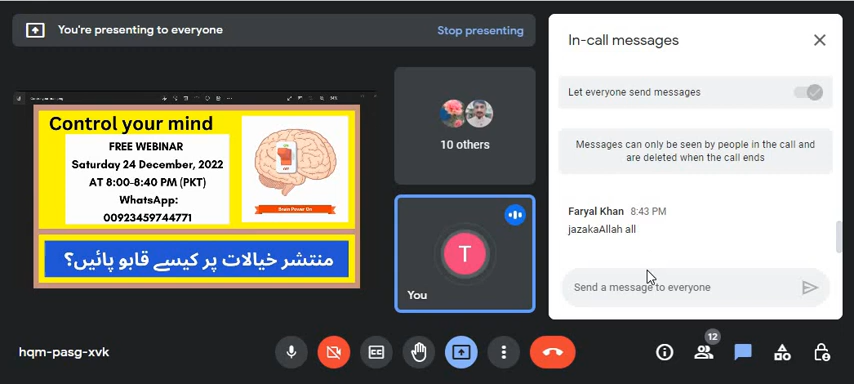 You're presenting to everyone
Stop presenting
Control your mind
FREE WEBINAR
Saturday 24 December, 2022
AT 8:00-8:40 PM (PKT)
WhatsApp:
00923459744771
ON
OFF
Brain Power On
منتشر خیالات پر کیسے قابو پائیں؟
10 others
T
You
In-call messages
Let everyone send messages
Messages can only be seen by people in the call and
are deleted when the call ends
Faryal Khan 8:43 PM
jazakaAllah all
Send a message to everyone
hqm-pasg-xvk
12